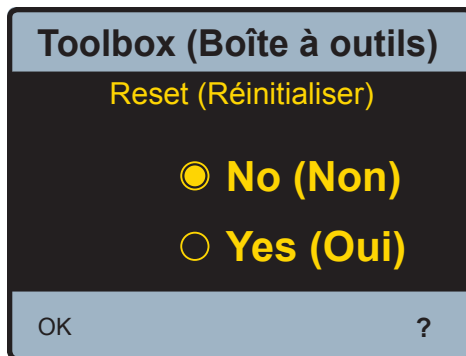 Toolbox (Boîte à outils)
Reset (Réinitialiser)
No (Non)
Yes (Oui)
OK ?